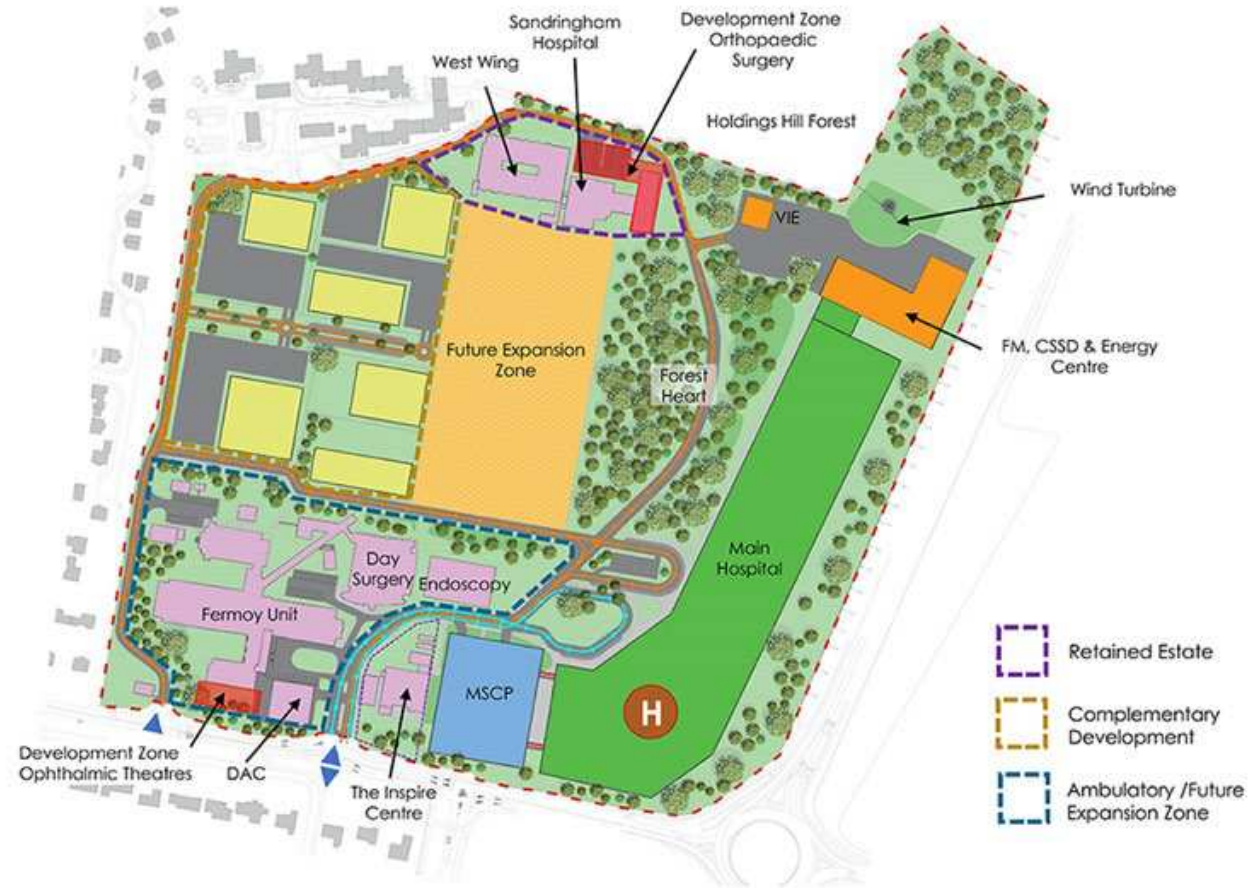 Sandringham
Hospital
Development Zone
Orthopaedic
Surgery
West Wing
Holdings Hill Forest
Wind Turbine
VIE
FM, CSSD & Energy
Centre
Future Expansion
Zone
Forest
Heart
Main
Hospital
Day
Surgery
Endoscopy
Fermoy Unit
MSCP
H
Development Zone
Ophthalmic Theatres
DAC
The Inspire
Centre
Retained Estate
Complementary
Development
Ambulatory /Future
Expansion Zone